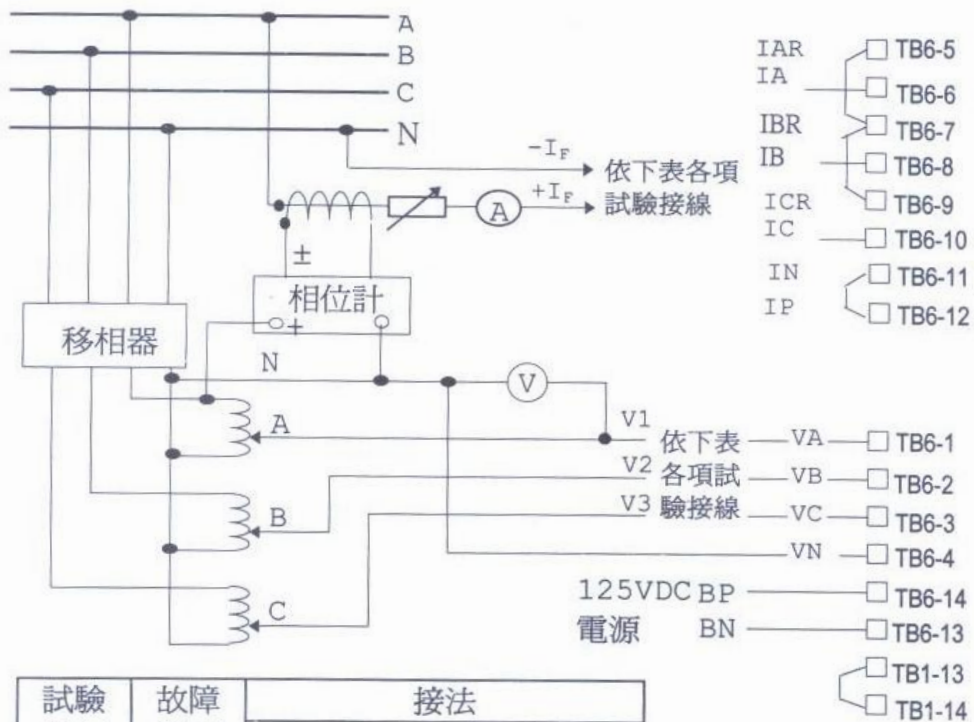 A
B
C
N
IAR TB6-5
IA TB6-6
IBR TB6-7
IB TB6-8
ICR TB6-9
IC TB6-10
IN TB6-11
IP TB6-12
-I_F
依下表各項
+I_F
試驗接線
A
±
相位計
+
移相器
N
V
A
V1 依下表 VA TB6-1
V2 各項試 VB TB6-2
B
V3 驗接線 VC TB6-3
VN TB6-4
C
125VDC BP TB6-14
電源 BN TB6-13
TB1-13
TB1-14
試驗 故障 接法